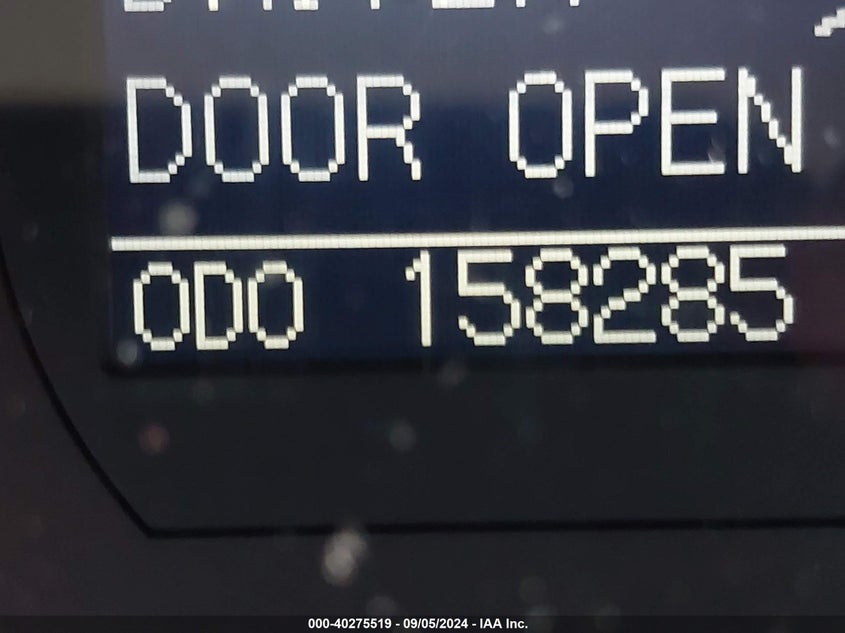 DOOR OPEN
ODO 158285
000-40275519 - 09/05/2024 - IAA Inc.